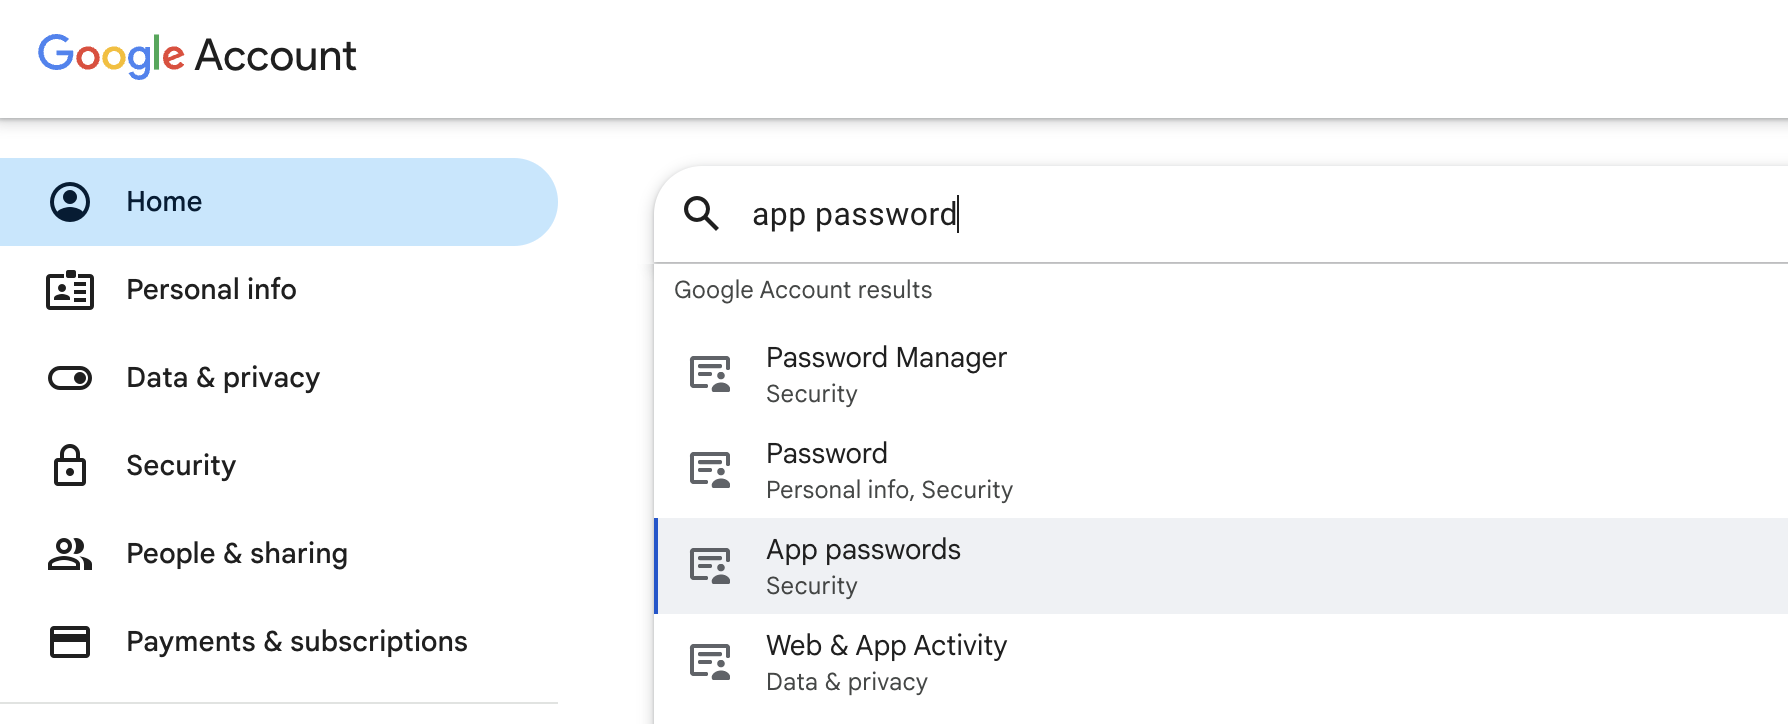 Google Account
Home
Personal info
Data & privacy
Security
People & sharing
Payments & subscriptions
app password
Google Account results
Password Manager
Security
Password
Personal info, Security
App passwords
Security
Web & App Activity
Data & privacy